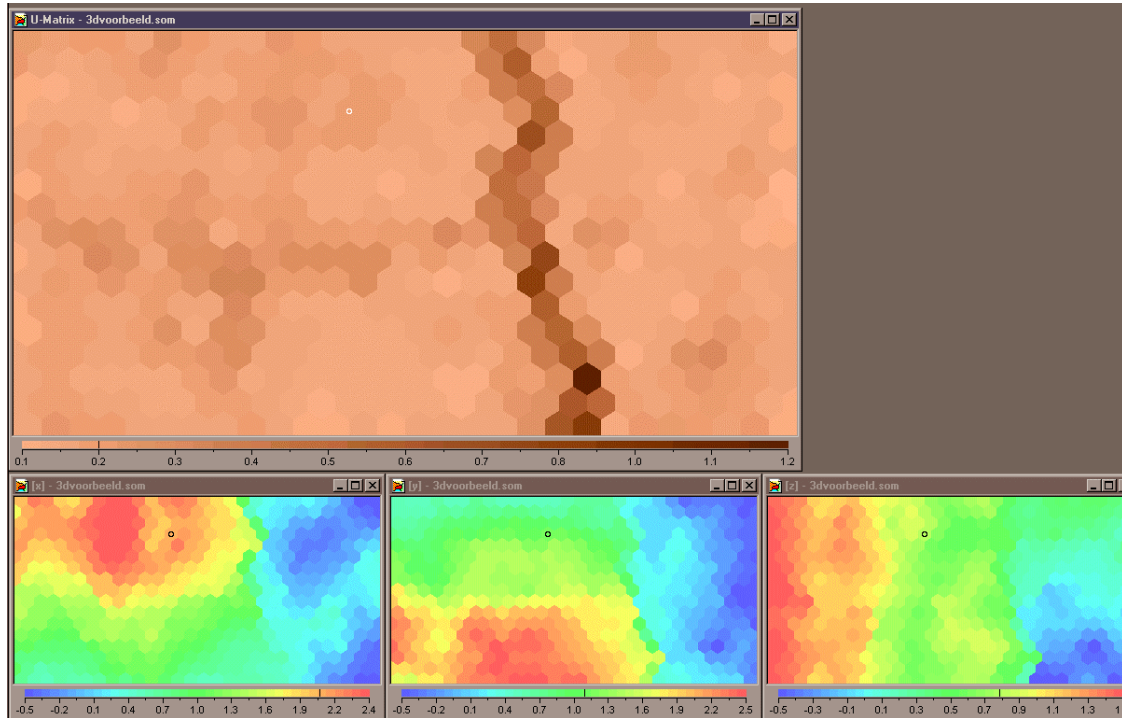 U-Matrix - 3dvoorbeeld.som
0.1 0.2 0.3 0.4 0.5 0.6 0.7 0.8 0.9 1.0 1.1 1.2
[x] - 3dvoorbeeld.som
[y] - 3dvoorbeeld.som
[z] - 3dvoorbeeld.som
-0.5 -0.2 0.1 0.4 0.7 1.0 1.3 1.6 1.9 2.1 2.4
-0.5 -0.2 0.1 0.4 0.7 1.0 1.3 1.6 1.9 2.2 2.5
-0.5 -0.3 0.1 0.3 0.5 0.7 0.9 1.1 1.3